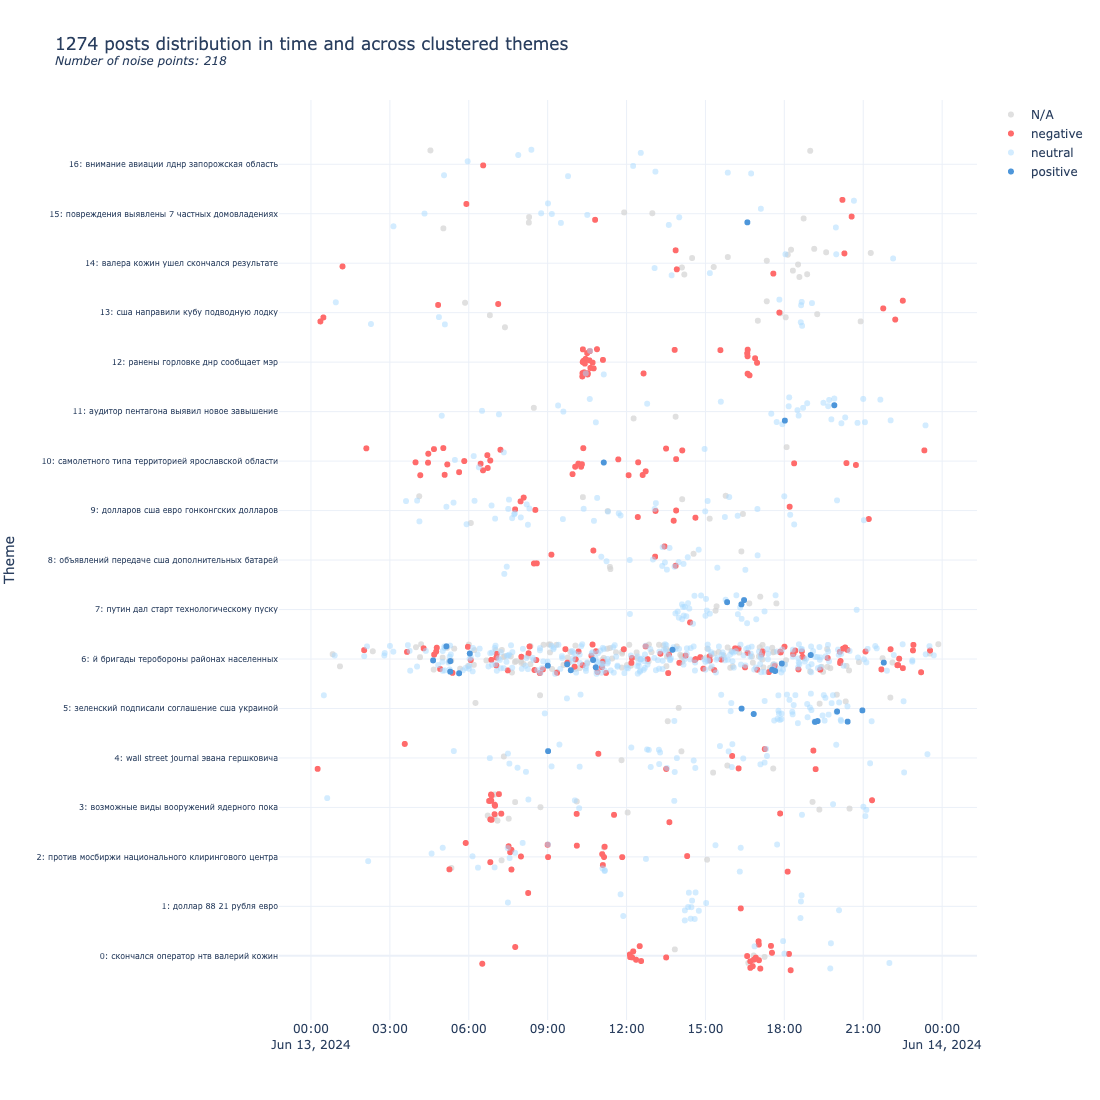 1274 posts distribution in time and across clustered themes
Number of noise points: 218
N/A
negative
neutral
positive
Theme
16: внимание авиации лднр запорожская область
15: повреждения выявлены 7 частных домовладениях
14: валера кожин ушел скончался результате
13: сша направили кубу подводную лодку
12: ранены горловке днр сообщает мэр
11: аудитор пентагона выявил новое завышение
10: самолетного типа территорией ярославской области
9: долларов сша евро гонконгских долларов
8: объявлений передаче сша дополнительных батарей
7: путин дал старт технологическому пуску
6: й бригады теробороны районах населенных
5: зеленский подписали соглашение сша украиной
4: wall street journal эвана гершковича
3: возможные виды вооружений ядерного пока
2: против мосбиржи национального клирингового центра
1: доллар 88 21 рубля евро
0: скончался оператор нтв валерий кожин
00:00 03:00 06:00 09:00 12:00 15:00 18:00 21:00 00:00
Jun 13, 2024 Jun 14, 2024